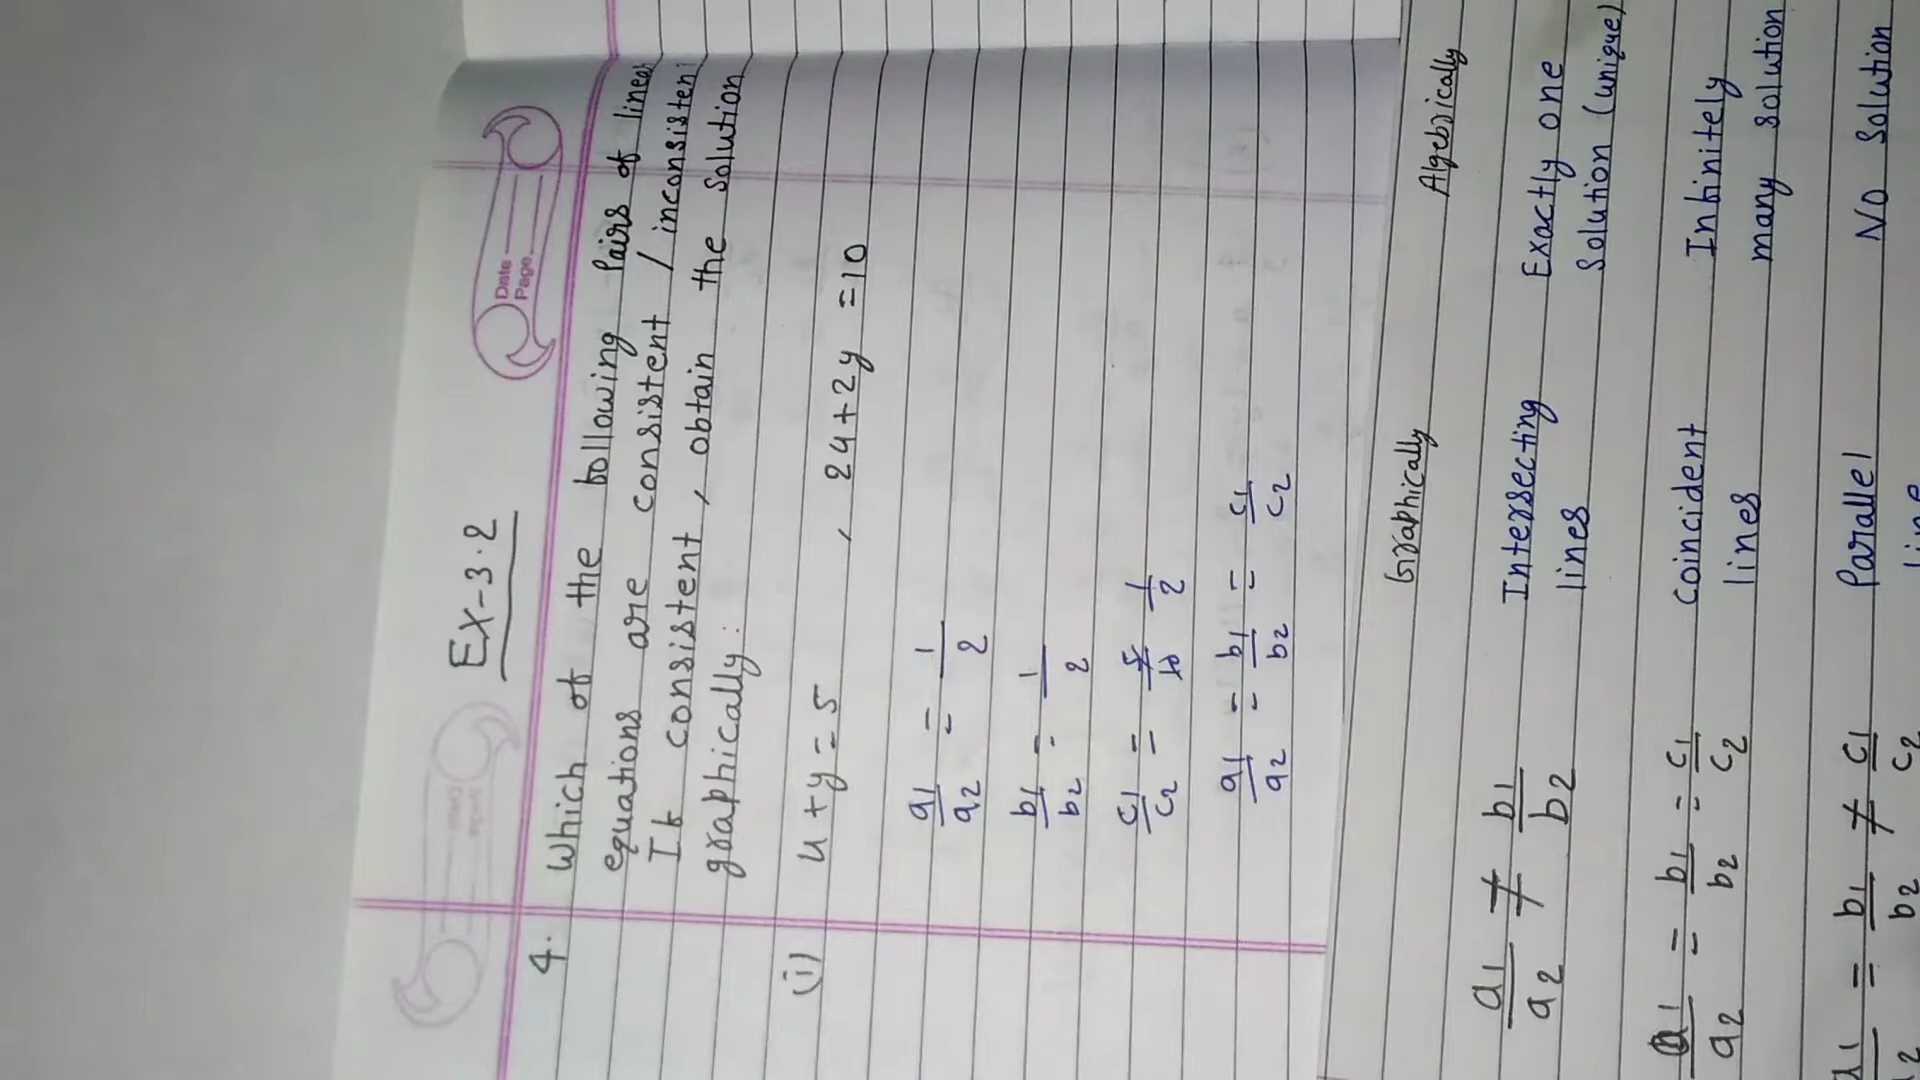 Date
Page
EX-3.2
4. Which of the following Pairs of linear
equations are consistent / inconsisten
If consistent, obtain the solution
graphically:
(i) x+y=5 , 2x+2y=10
a1/a2 = 1/2
b1/b2 = 1/2
c1/c2 = 5/10 1/2
a1/a2 = b1/b2 = c1/c2
Graphically Algebrically
a1/a2 ≠ b1/b2 Intersecting Exactly one
lines Solution (unique)
a1/a2 = b1/b2 = c1/c2 Coincident Infinitely
lines many solution
a1/a2 = b1/b2 ≠ c1/c2 Parallel No Solution
line